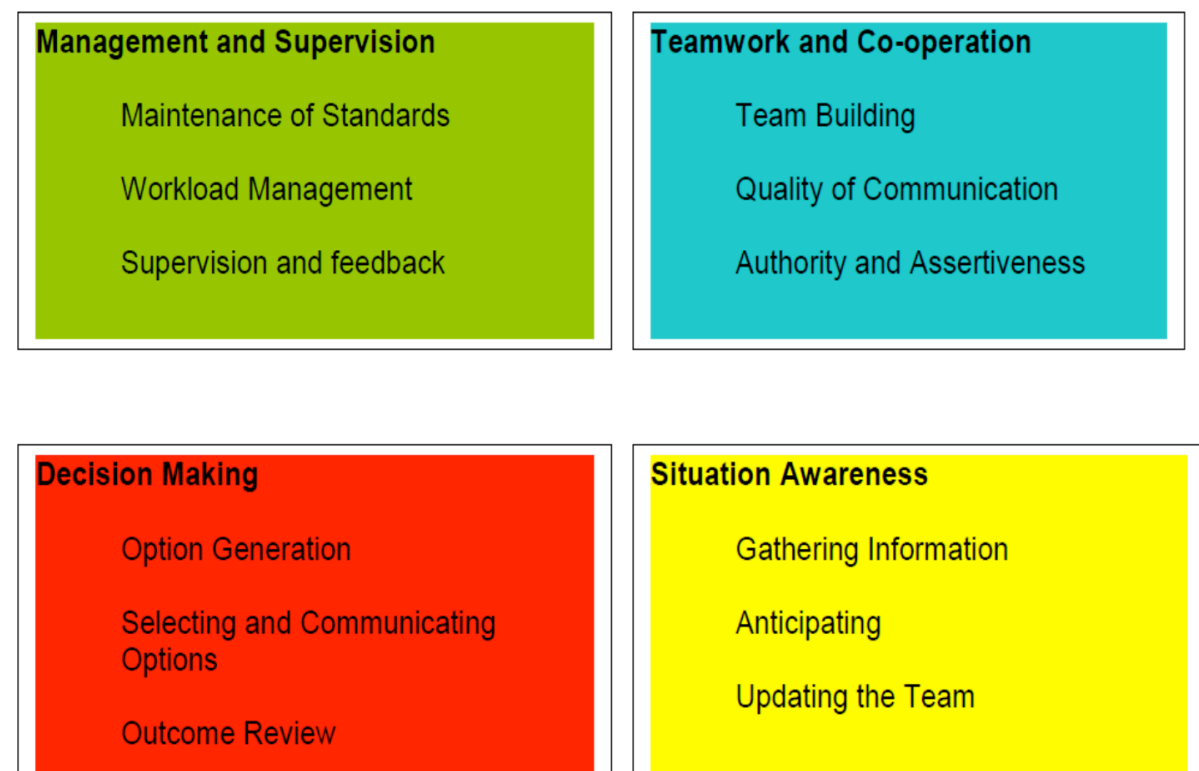 Management and Supervision
Maintenance of Standards
Workload Management
Supervision and feedback
Teamwork and Co-operation
Team Building
Quality of Communication
Authority and Assertiveness
Decision Making
Option Generation
Selecting and Communicating
Options
Outcome Review
Situation Awareness
Gathering Information
Anticipating
Updating the Team